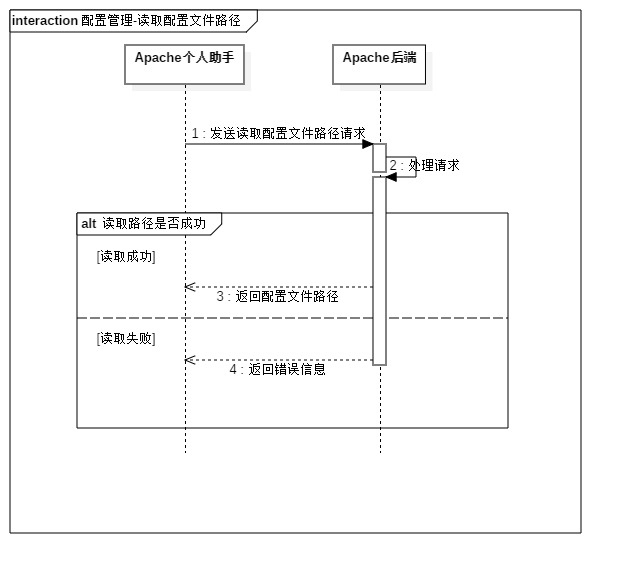 interaction 配置管理-读取配置文件路径
Apache个人助手
Apache后端
1 : 发送读取配置文件路径请求
2 : 处理请求
alt 读取路径是否成功
[读取成功]
3 : 返回配置文件路径
[读取失败]
4 : 返回错误信息